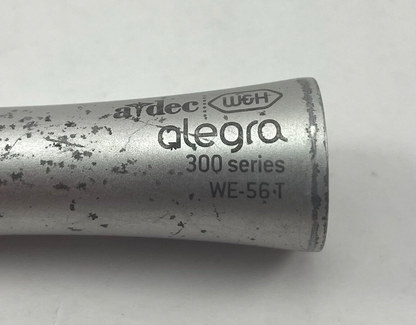 a/dec W&H
alegra
300 series
WE-56 T